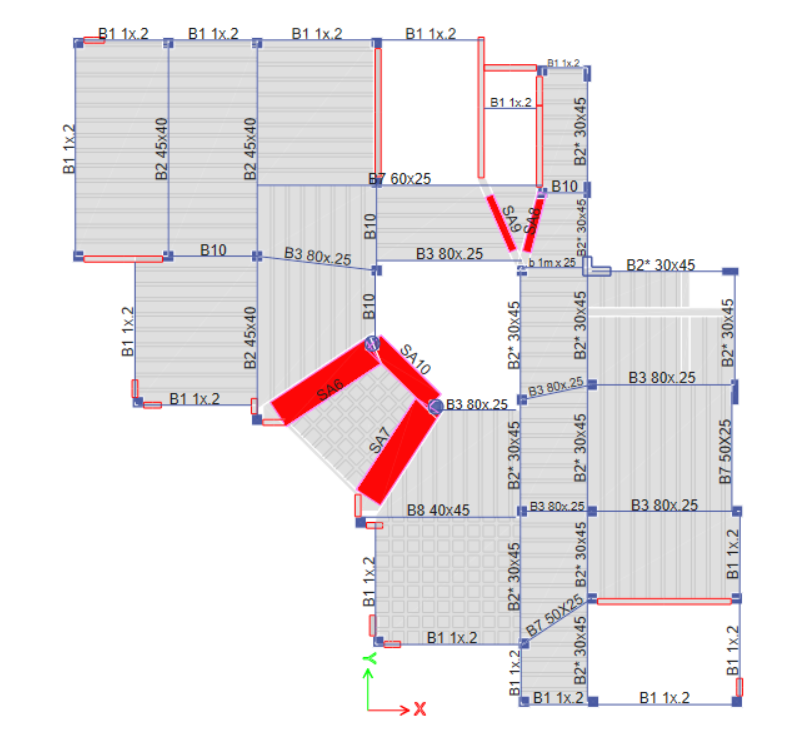 B1 1x.2
B1 1x.2
B1 1x.2
B1 1x.2
B1 1x.2
B1 1x.2
B1 1x.2
B2 45x40
B2 45x40
B2* 30x45
B7 60x25
B10
B10
SA9
SA8
B2* 30x45
B10
B3 80x.25
B3 80x.25
b 1m.x 25
B2* 30x45
B10
B1 1x.2
B2 45x40
B2* 30x45
B2* 30x45
B2* 30x45
SA10
SA6
B3 80x.25
B3 80x.25
B1 1x.2
B3 80x.25
SA7
B2* 30x45
B2* 30x45
B7 50X25
B8 40x45
B3 80x.25
B3 80x.25
B1 1x.2
B2* 30x45
B2* 30x45
B1 1x.2
B7 50X25
B1 1x.2
B1 1x.2
B2* 30x45
B1 1x.2
Y
X
B1 1x.2
B1 1x.2